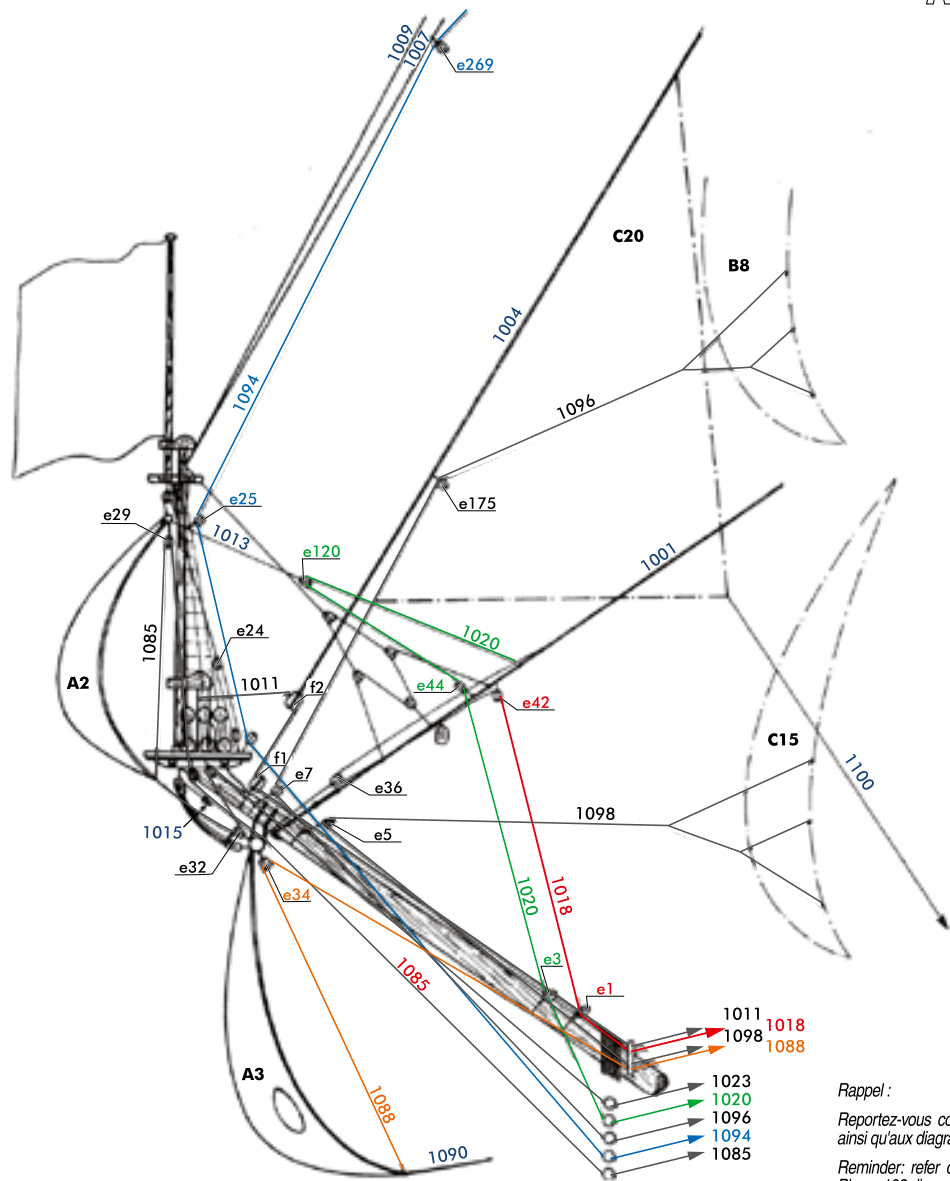 1009
1007
e269
C20
B8
1004
1094
1096
e175
e29
e25
1013
e120
1001
1085
e24
1020
A2
1011
f2
e44
e42
C15
f1
e7
e36
1100
1015
e5
1098
e32
e34
1020
1018
1085
e3
e1
1011
1018
1098
1088
A3
1023
1020
1096
1094
1085
1088
1090
Rappel :
Reportez-vous
ainsi qu'aux
Reminder: refer